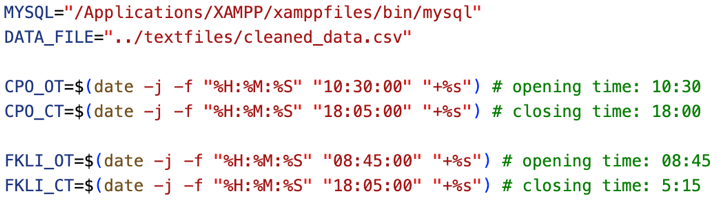 MYSQL="/Applications/XAMPP/xamppfiles/bin/mysql"
DATA_FILE="../textfiles/cleaned_data.csv"
CPO_OT=$(date -j -f "%H:%M:%S" "10:30:00" "+%s") # opening time: 10:30
CPO_CT=$(date -j -f "%H:%M:%S" "18:05:00" "+%s") # closing time: 18:00
FKLI_OT=$(date -j -f "%H:%M:%S" "08:45:00" "+%s") # opening time: 08:45
FKLI_CT=$(date -j -f "%H:%M:%S" "18:05:00" "+%s") # closing time: 5:15